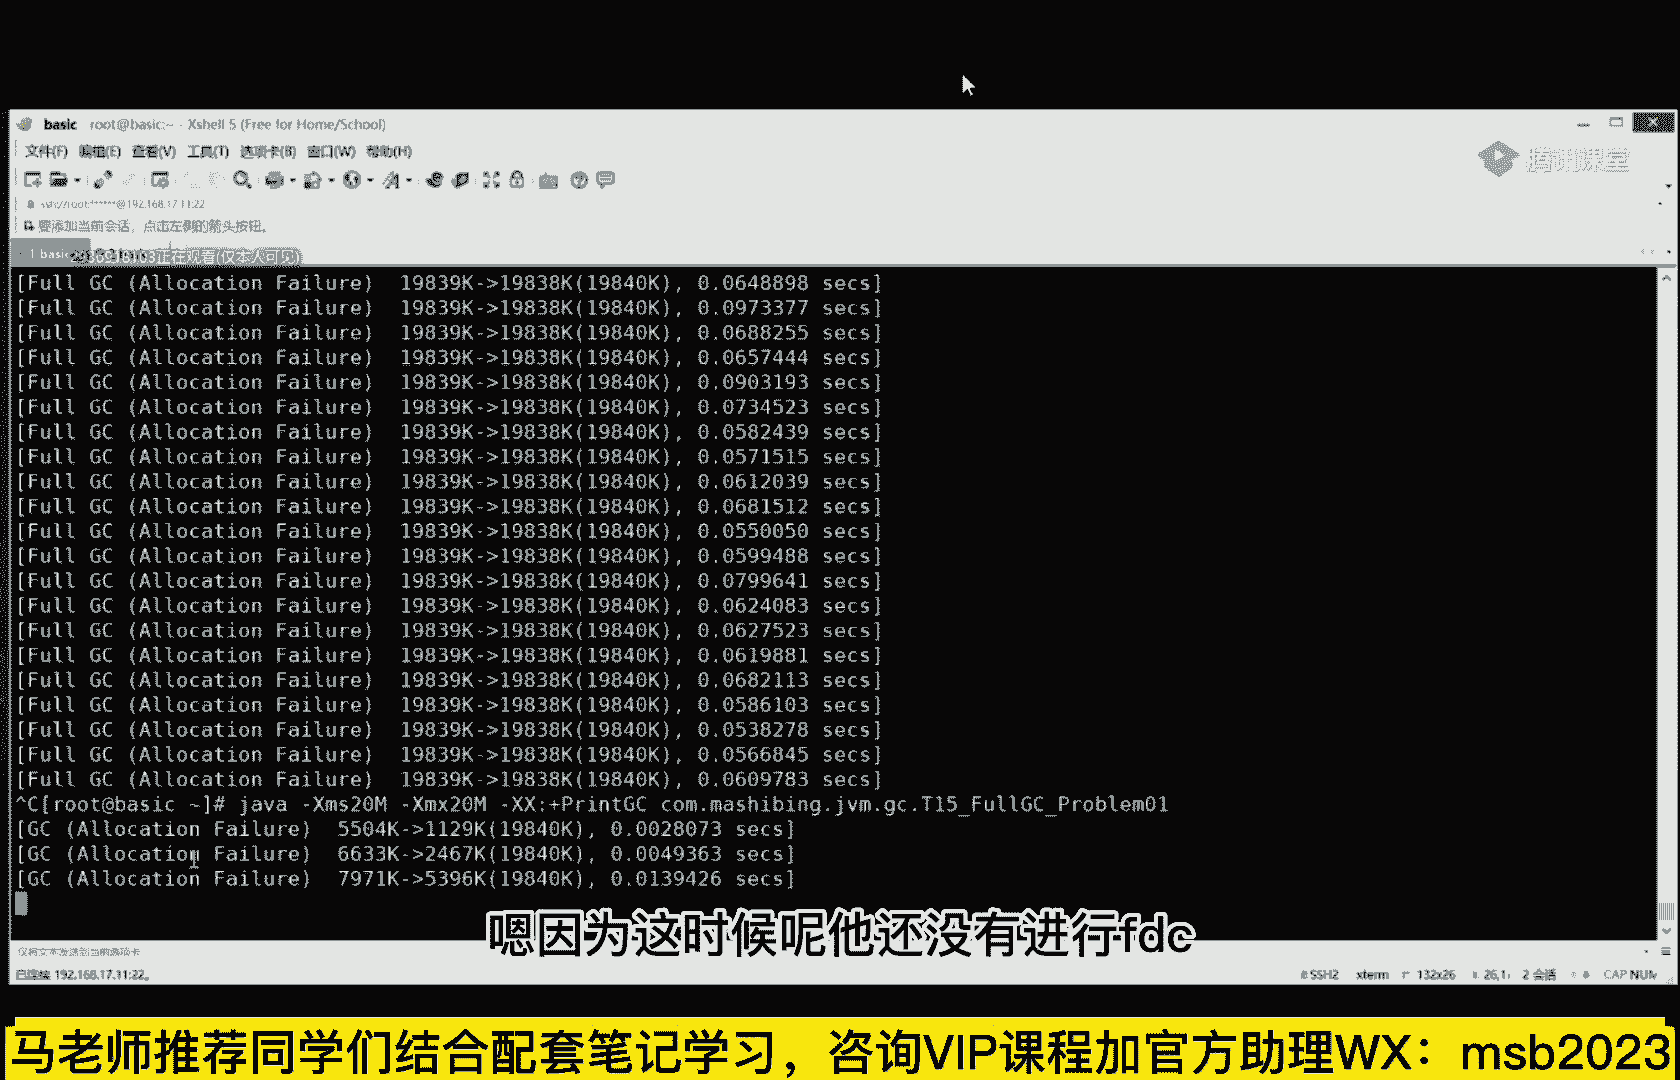 basic root@basic:~ - Xshell 5 (Free for Home/School)
文件(F) 编辑(E) 查看(V) 工具(T) 选项卡(B) 窗口(W) 帮助(H)
腾讯课堂
ssh://root:******@192.168.17.11:22
要添加当前会话，点击左侧的箭头按钮。
1 basic
正在观看(仅本人可见)
[Full GC (Allocation Failure)  19839K->19838K(19840K), 0.0648898 secs]
[Full GC (Allocation Failure)  19839K->19838K(19840K), 0.0973377 secs]
[Full GC (Allocation Failure)  19839K->19838K(19840K), 0.0688255 secs]
[Full GC (Allocation Failure)  19839K->19838K(19840K), 0.0657444 secs]
[Full GC (Allocation Failure)  19839K->19838K(19840K), 0.0903193 secs]
[Full GC (Allocation Failure)  19839K->19838K(19840K), 0.0734523 secs]
[Full GC (Allocation Failure)  19839K->19838K(19840K), 0.0582439 secs]
[Full GC (Allocation Failure)  19839K->19838K(19840K), 0.0571515 secs]
[Full GC (Allocation Failure)  19839K->19838K(19840K), 0.0612039 secs]
[Full GC (Allocation Failure)  19839K->19838K(19840K), 0.0681512 secs]
[Full GC (Allocation Failure)  19839K->19838K(19840K), 0.0550050 secs]
[Full GC (Allocation Failure)  19839K->19838K(19840K), 0.0599488 secs]
[Full GC (Allocation Failure)  19839K->19838K(19840K), 0.0799641 secs]
[Full GC (Allocation Failure)  19839K->19838K(19840K), 0.0624083 secs]
[Full GC (Allocation Failure)  19839K->19838K(19840K), 0.0627523 secs]
[Full GC (Allocation Failure)  19839K->19838K(19840K), 0.0619881 secs]
[Full GC (Allocation Failure)  19839K->19838K(19840K), 0.0682113 secs]
[Full GC (Allocation Failure)  19839K->19838K(19840K), 0.0586103 secs]
[Full GC (Allocation Failure)  19839K->19838K(19840K), 0.0538278 secs]
[Full GC (Allocation Failure)  19839K->19838K(19840K), 0.0566845 secs]
[Full GC (Allocation Failure)  19839K->19838K(19840K), 0.0609783 secs]
^C[root@basic ~]# java -Xms20M -Xmx20M -XX:+PrintGC com.mashibing.jvm.gc.T15_FullGC_Problem01
[GC (Allocation Failure)  5504K->1129K(19840K), 0.0028073 secs]
[GC (Allocation Failure)  6633K->2467K(19840K), 0.0049363 secs]
[GC (Allocation Failure)  7971K->5396K(19840K), 0.0139426 secs]
嗯因为这时候呢他还没有进行fdc
仅将文本发送到当前选项卡
已连接 192.168.17.11:22。 SSH2 xterm 132x26 26,1 2 会话 CAP NUM
马老师推荐同学们结合配套笔记学习，咨询VIP课程加官方助理WX：msb2023